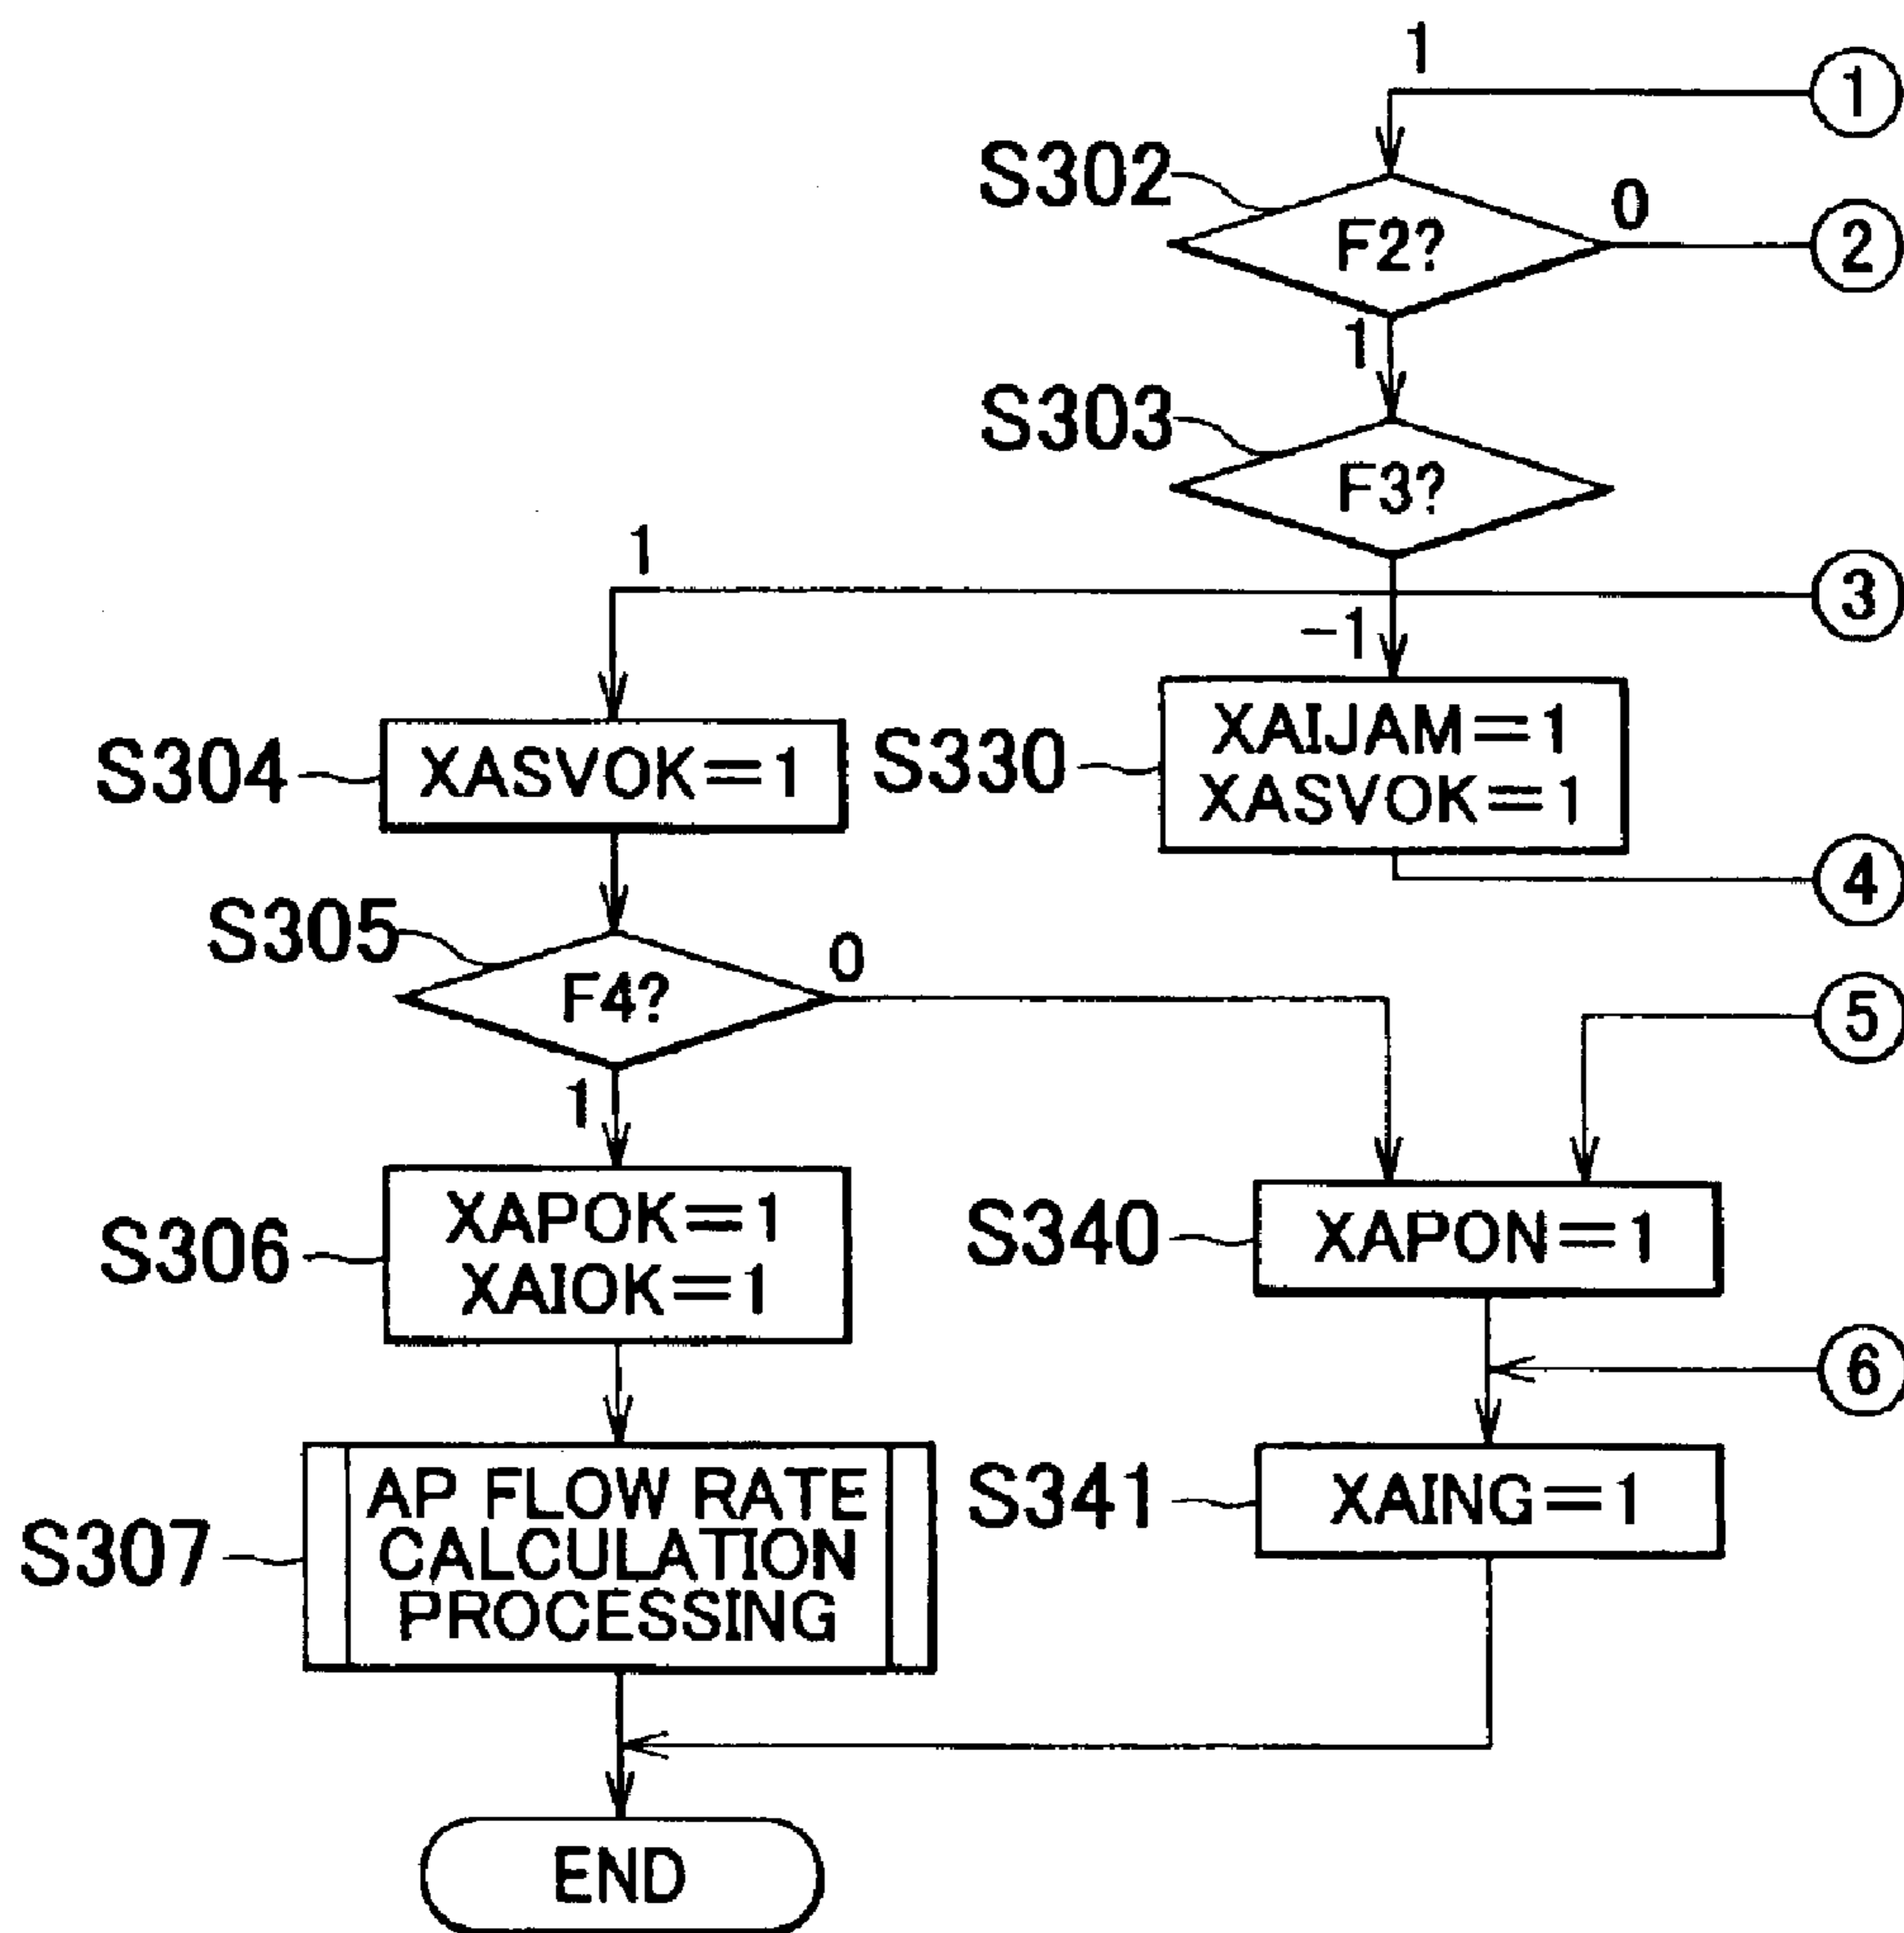 1
1
S302
F2?
0
2
1
S303
F3?
1
3
-1
S304
XASVOK=1
S330
XAIJAM=1
XASVOK=1
4
S305
F4?
0
5
1
S306
XAPOK=1
XAIOK=1
S340
XAPON=1
6
S307
AP FLOW RATE
CALCULATION
PROCESSING
S341
XAING=1
END